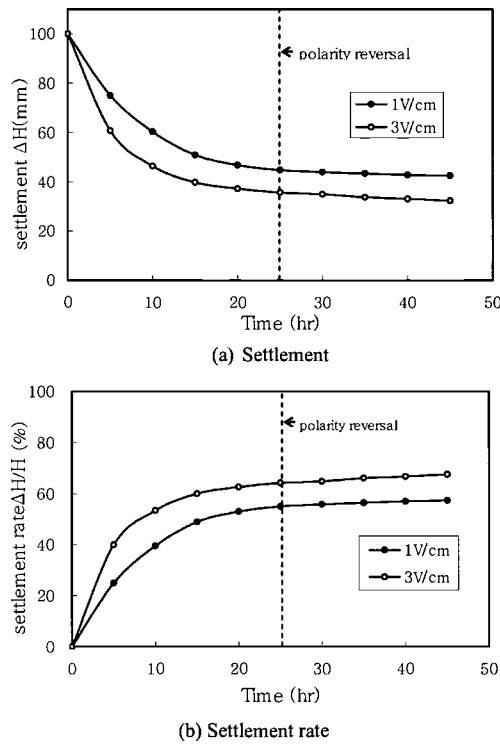 100
80
60
40
20
0
settlement ΔH(mm)
polarity reversal
1V/cm
3V/cm
0 10 20 30 40 50
Time (hr)
(a) Settlement
100
80
60
40
20
0
settlement rateΔH/H (%)
polarity reversal
1V/cm
3V/cm
0 10 20 30 40 50
Time (hr)
(b) Settlement rate